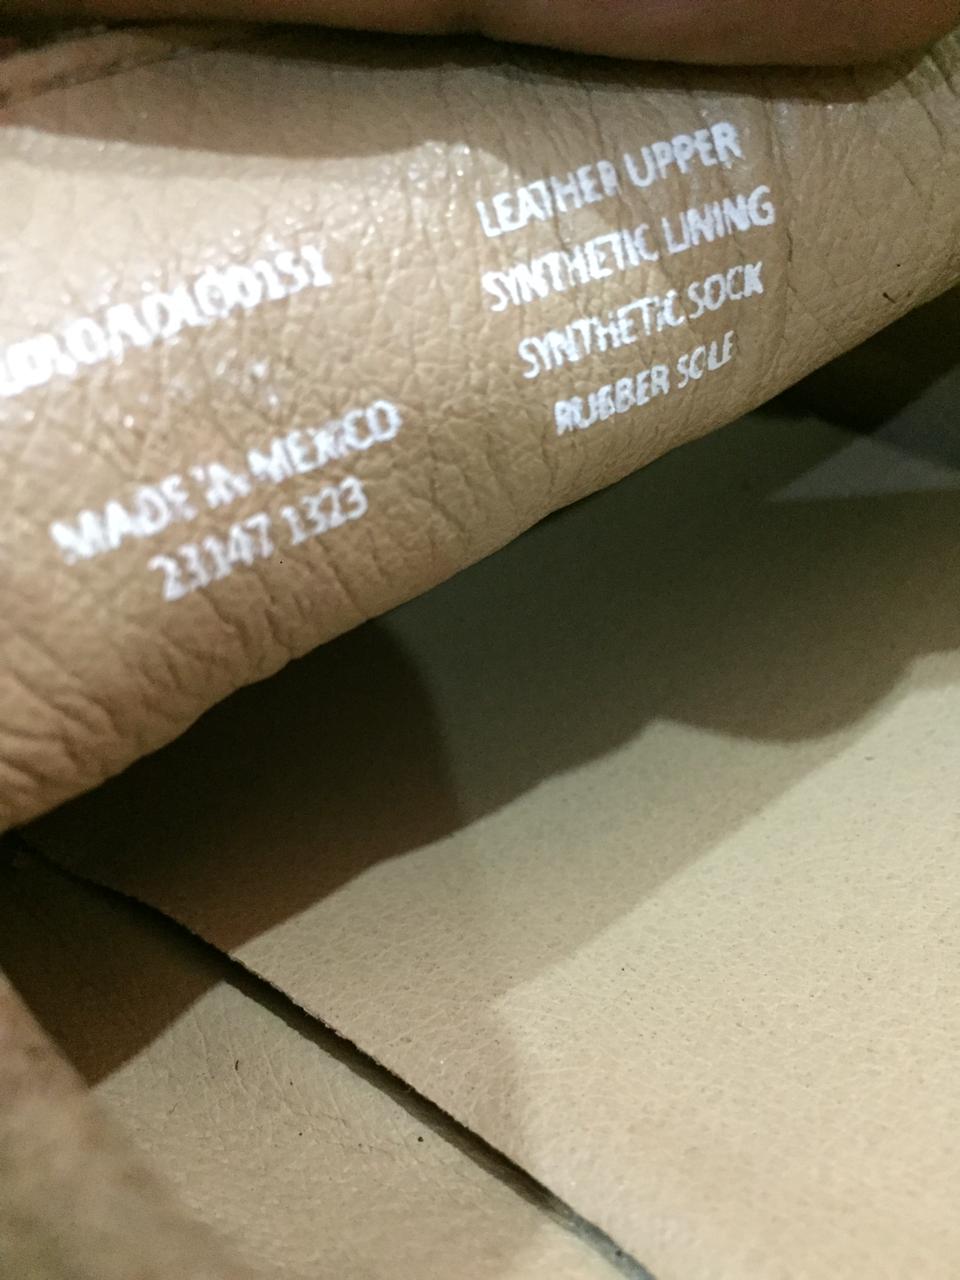 MADE IN MEXICO
23147 1323
LEATHER UPPER
SYNTHETIC LINING
SYNTHETIC SOCK
RUBBER SOLE